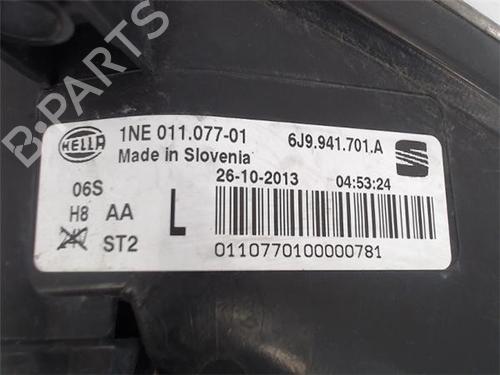 HELLA
1NE 011.077-01
6J9.941.701.A
Made in Slovenia
26-10-2013 04:53:24
06S
H8 AA
L
24V ST2
0110770100000781
B-PARTS